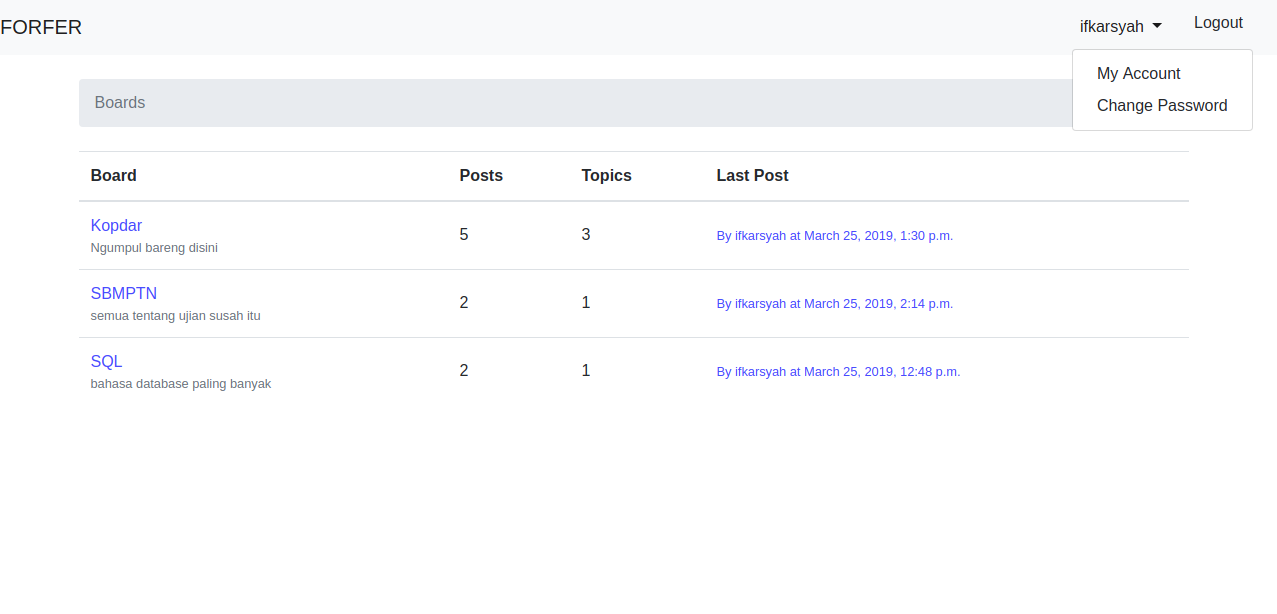 FORFER
ifkarsyah
Logout
My Account
Change Password
Boards
Board Posts Topics Last Post
Kopdar
Ngumpul bareng disini
5 3 By ifkarsyah at March 25, 2019, 1:30 p.m.
SBMPTN
semua tentang ujian susah itu
2 1 By ifkarsyah at March 25, 2019, 2:14 p.m.
SQL
bahasa database paling banyak
2 1 By ifkarsyah at March 25, 2019, 12:48 p.m.